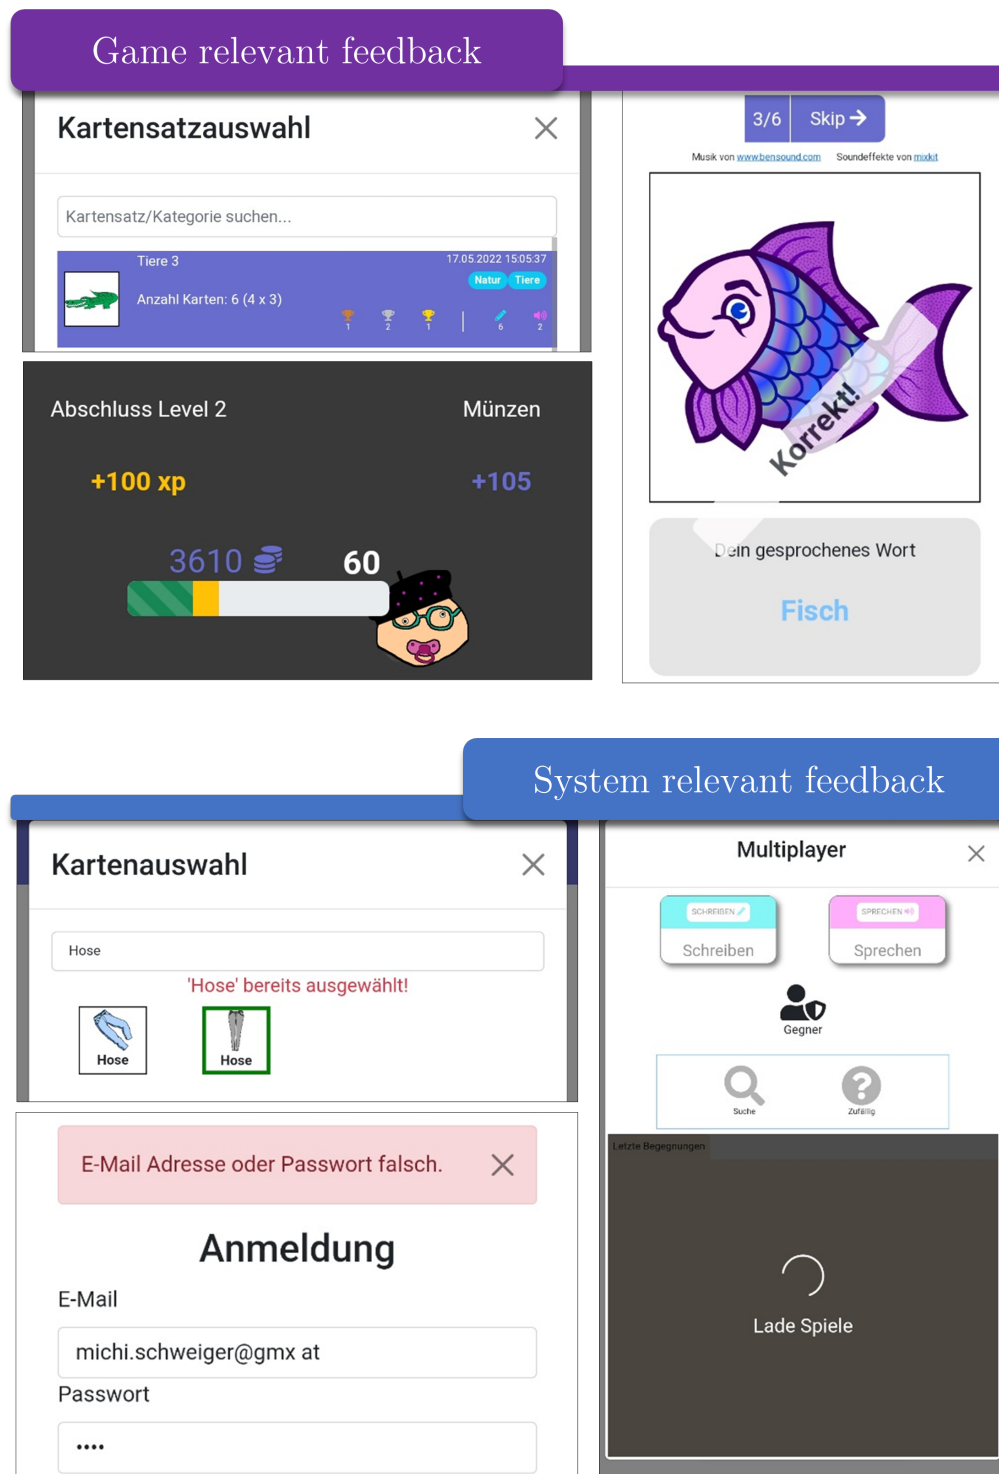 Game relevant feedback
Kartensatzauswahl
Kartensatz/Kategorie suchen...
Tiere 3
17.05.2022 15:05:37
Natur Tiere
Anzahl Karten: 6 (4 x 3)
1 2 1 6 2
Abschluss Level 2 Münzen
+100 xp +105
3610 60
3/6 Skip
Musik von www.bensound.com Soundeffekte von mixkit
Korrekt!
Dein gesprochenes Wort
Fisch
System relevant feedback
Kartenauswahl
Hose
'Hose' bereits ausgewählt!
Hose Hose
E-Mail Adresse oder Passwort falsch.
Anmeldung
E-Mail
michi.schweiger@gmx at
Passwort
Multiplayer
SCHREIBEN SPRECHEN
Schreiben Sprechen
Gegner
Suche Zufällig
Letzte Begegnungen
Lade Spiele